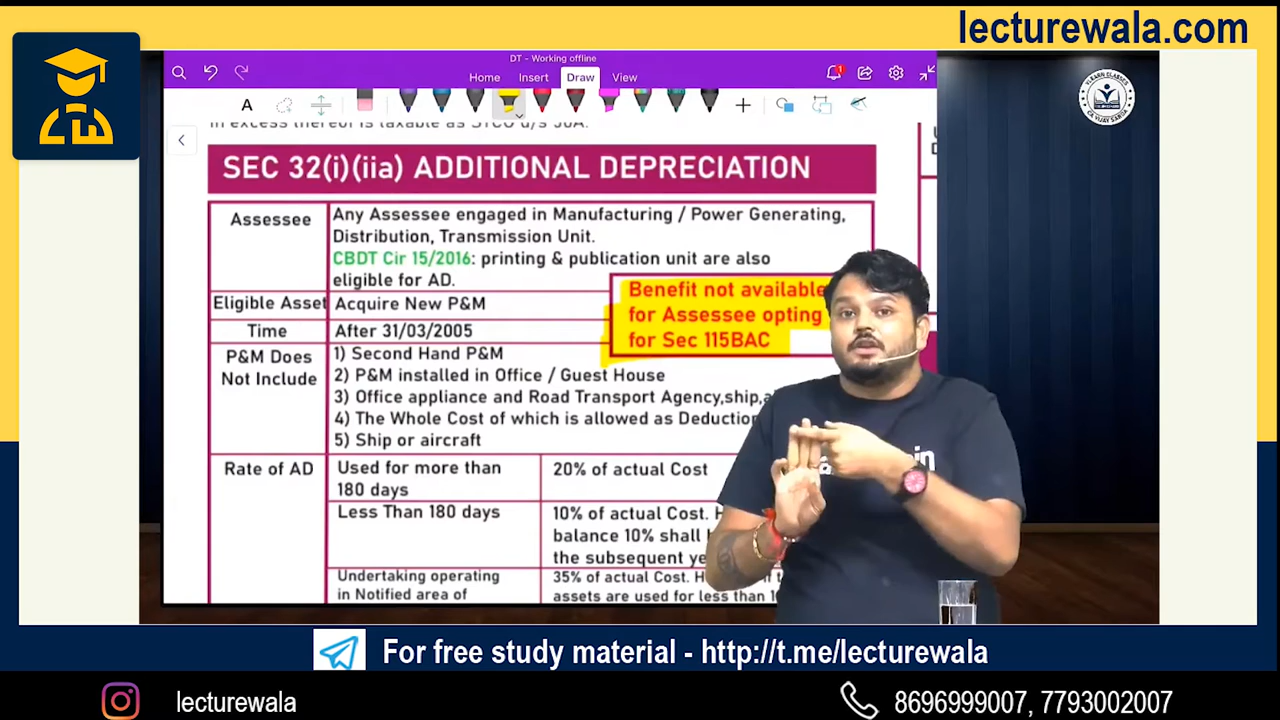 lecturewala.com
DT - Working offline
Home Insert Draw View
SEC 32(i)(iia) ADDITIONAL DEPRECIATION
Assessee
Any Assessee engaged in Manufacturing / Power Generating,
Distribution, Transmission Unit.
CBDT Cir 15/2016: printing & publication unit are also
eligible for AD.
Benefit not available
for Assessee opting
for Sec 115BAC
Eligible Asset
Acquire New P&M
Time
After 31/03/2005
P&M Does
Not Include
1) Second Hand P&M
2) P&M installed in Office / Guest House
3) Office appliance and Road Transport Agency,ship,
4) The Whole Cost of which is allowed as Deduction
5) Ship or aircraft
Rate of AD
Used for more than
180 days
20% of actual Cost
Less Than 180 days
10% of actual Cost.
balance 10% shall
the subsequent
Undertaking operating
in Notified area of
35% of actual Cost.
assets are used for less than
For free study material - http://t.me/lecturewala
lecturewala
8696999007, 7793002007